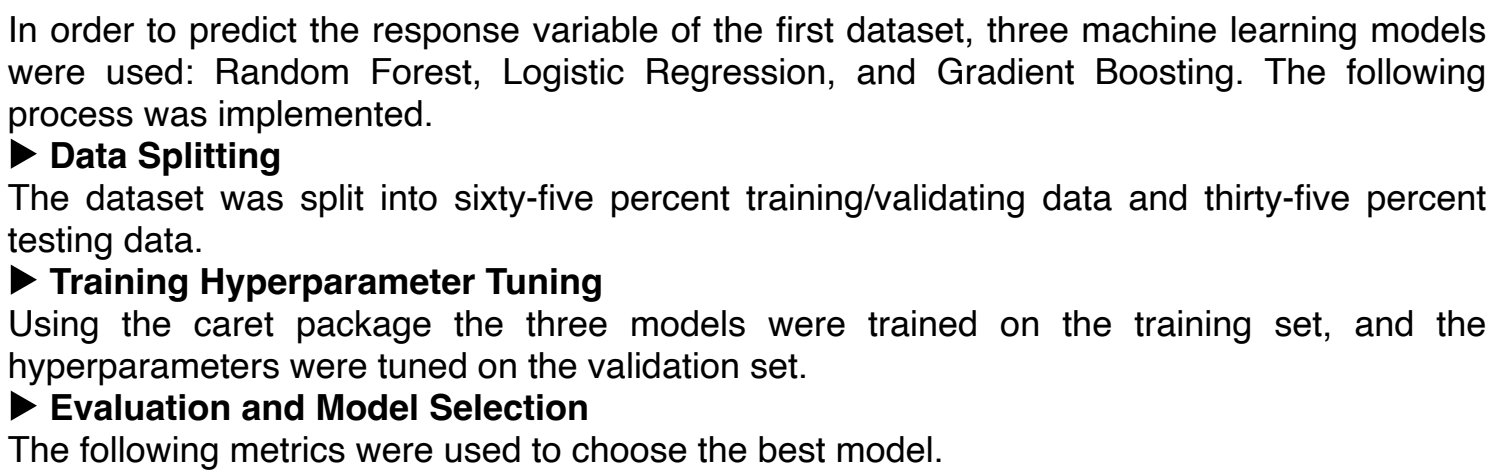 In order to predict the response variable of the first dataset, three machine learning models
were used: Random Forest, Logistic Regression, and Gradient Boosting. The following
process was implemented.
▶ Data Splitting
The dataset was split into sixty-five percent training/validating data and thirty-five percent
testing data.
▶ Training Hyperparameter Tuning
Using the caret package the three models were trained on the training set, and the
hyperparameters were tuned on the validation set.
▶ Evaluation and Model Selection
The following metrics were used to choose the best model.